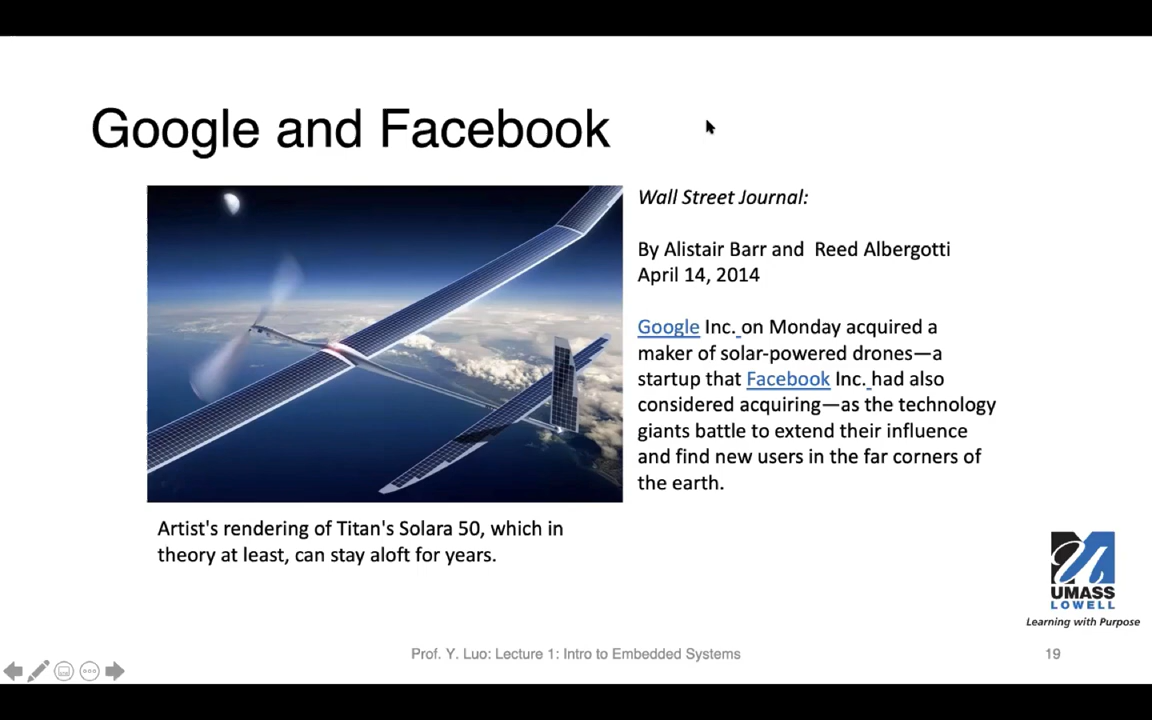 Google and Facebook
Wall Street Journal:
By Alistair Barr and  Reed Albergotti
April 14, 2014
Google Inc. on Monday acquired a
maker of solar-powered drones—a
startup that Facebook Inc. had also
considered acquiring—as the technology
giants battle to extend their influence
and find new users in the far corners of
the earth.
Artist's rendering of Titan's Solara 50, which in
theory at least, can stay aloft for years.
UMASS
LOWELL
Learning with Purpose
Prof. Y. Luo: Lecture 1: Intro to Embedded Systems
19